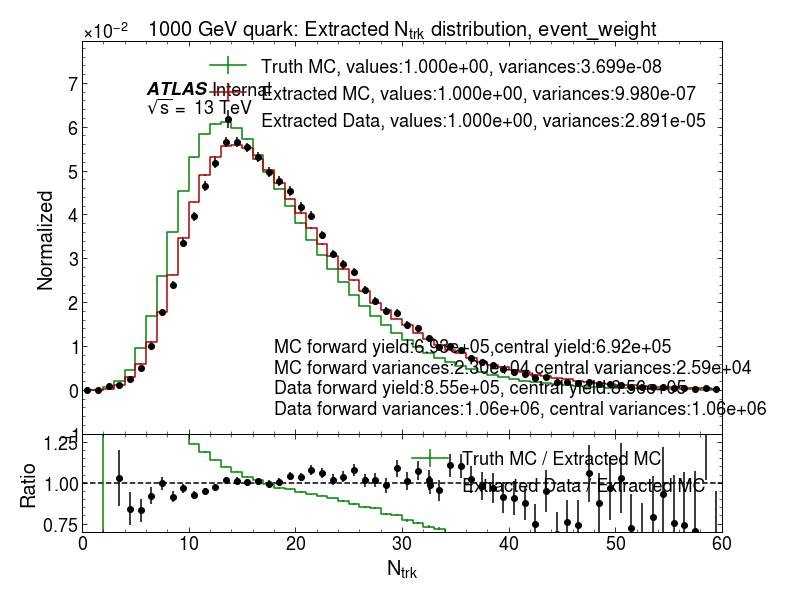 ×10⁻² 1000 GeV quark: Extracted Ntrk distribution, event_weight
Truth MC, values:1.000e+00, variances:3.699e-08
ATLAS Internal
Extracted MC, values:1.000e+00, variances:9.980e-07
√s = 13 TeV
Extracted Data, values:1.000e+00, variances:2.891e-05
Normalized
7
6
5
4
3
2
1
0
1
MC forward yield:6.93e+05,central yield:6.92e+05
MC forward variances:2.30e+04,central variances:2.59e+04
Data forward yield:8.55e+05, central yield:8.53e+05
Data forward variances:1.06e+06, central variances:1.06e+06
Ratio
1.25
1.00
0.75
Truth MC / Extracted MC
Extracted Data / Extracted MC
0 10 20 30 40 50 60
Ntrk